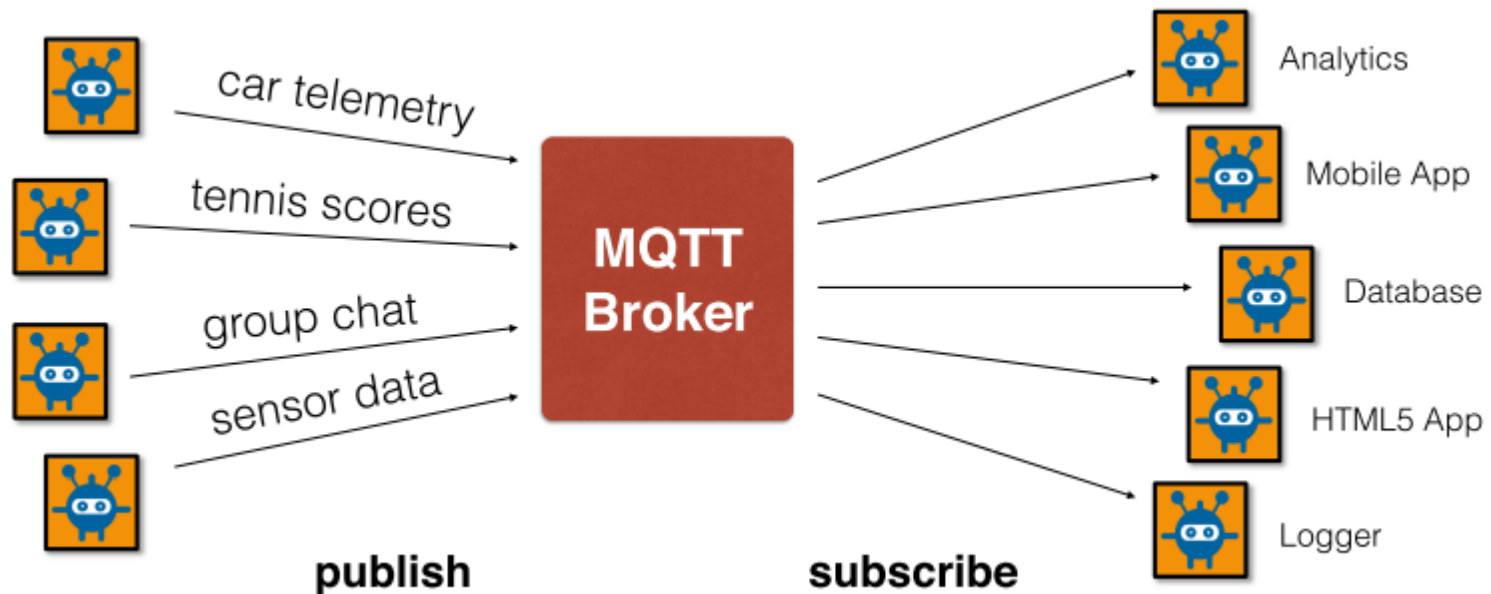 car telemetry
tennis scores
group chat
sensor data
publish
MQTT
Broker
Analytics
Mobile App
Database
HTML5 App
Logger
subscribe